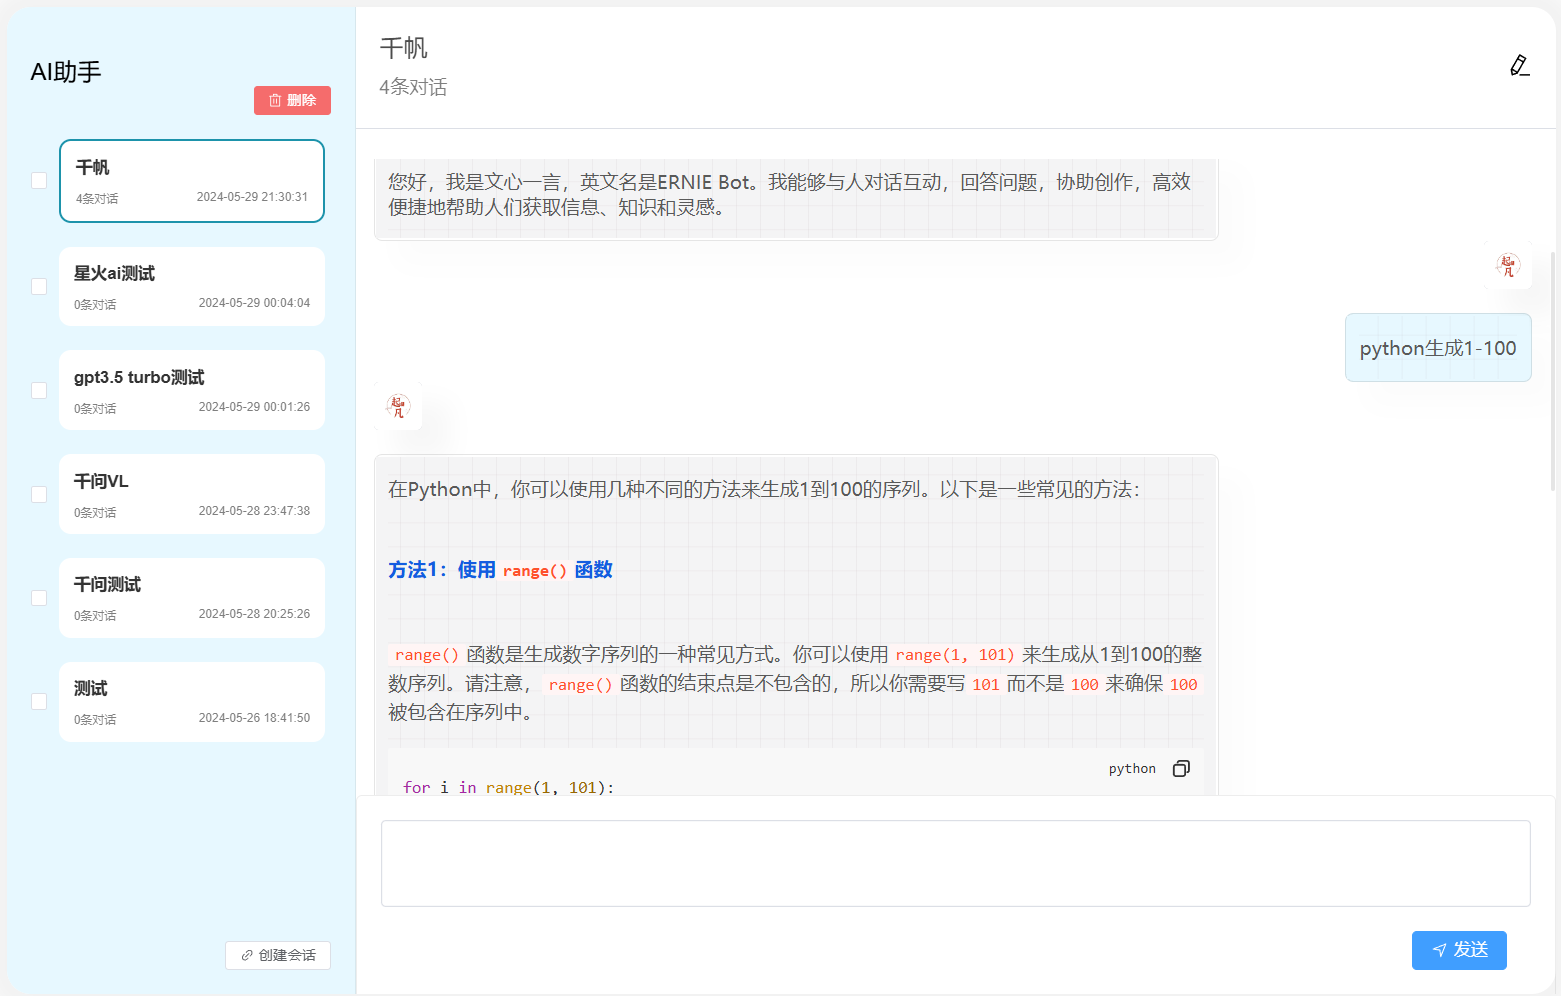 AI助手
删除
千帆
4条对话
2024-05-29 21:30:31
星火ai测试
0条对话
2024-05-29 00:04:04
gpt3.5 turbo测试
0条对话
2024-05-29 00:01:26
千问VL
0条对话
2024-05-28 23:47:38
千问测试
0条对话
2024-05-28 20:25:26
测试
0条对话
2024-05-26 18:41:50
创建会话
千帆
4条对话
您好，我是文心一言，英文名是ERNIE Bot。我能够与人对话互动，回答问题，协助创作，高效
便捷地帮助人们获取信息、知识和灵感。
起凡
python生成1-100
起凡
在Python中，你可以使用几种不同的方法来生成1到100的序列。以下是一些常见的方法：
方法1：使用 range() 函数
range() 函数是生成数字序列的一种常见方式。你可以使用 range(1, 101) 来生成从1到100的整
数序列。请注意， range() 函数的结束点是不包含的，所以你需要写 101 而不是 100 来确保 100
被包含在序列中。
python
for i in range(1, 101):
发送